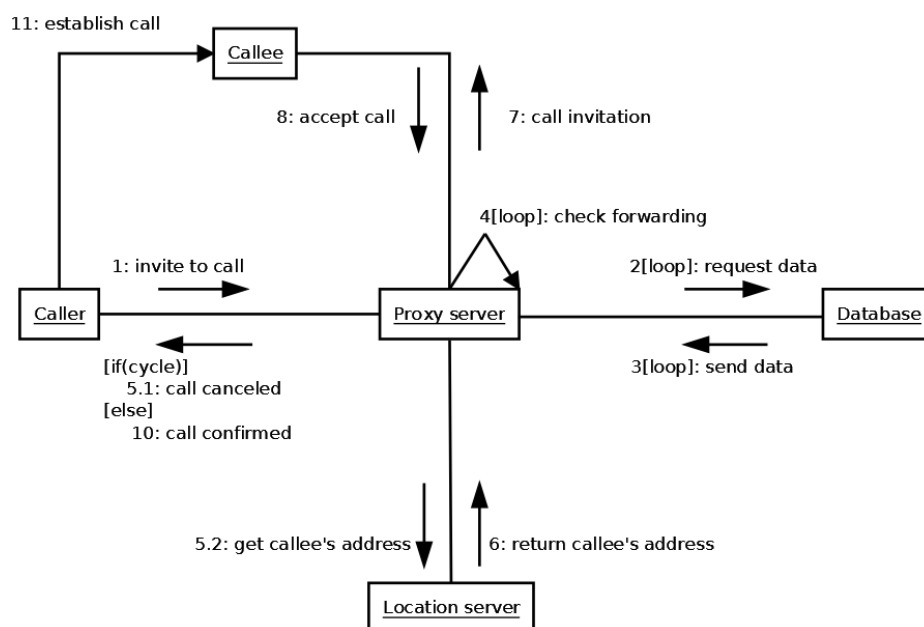 11: establish call
Callee
8: accept call
7: call invitation
4[loop]: check forwarding
1: invite to call
2[loop]: request data
Caller
Proxy server
Database
[if(cycle)]
5.1: call canceled
[else]
10: call confirmed
3[loop]: send data
5.2: get callee's address
6: return callee's address
Location server